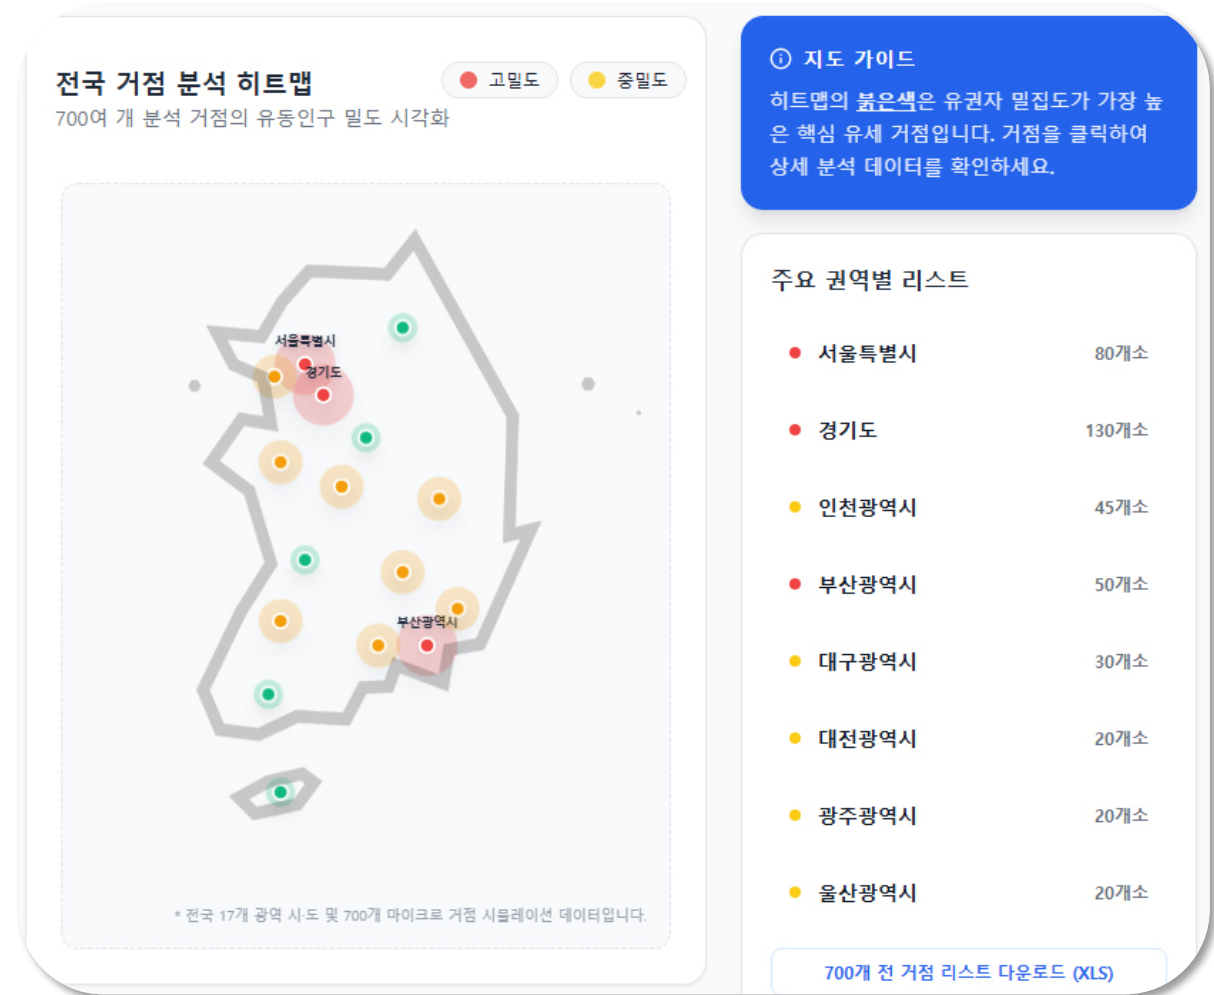 전국 거점 분석 히트맵
고밀도
중밀도
700여 개 분석 거점의 유동인구 밀도 시각화
서울특별시
경기도
부산광역시
* 전국 17개 광역 시·도 및 700개 마이크로 거점 시뮬레이션 데이터입니다.
지도 가이드
히트맵의 붉은색은 유권자 밀집도가 가장 높
은 핵심 유세 거점입니다. 거점을 클릭하여
상세 분석 데이터를 확인하세요.
주요 권역별 리스트
서울특별시 80개소
경기도 130개소
인천광역시 45개소
부산광역시 50개소
대구광역시 30개소
대전광역시 20개소
광주광역시 20개소
울산광역시 20개소
700개 전 거점 리스트 다운로드 (XLS)